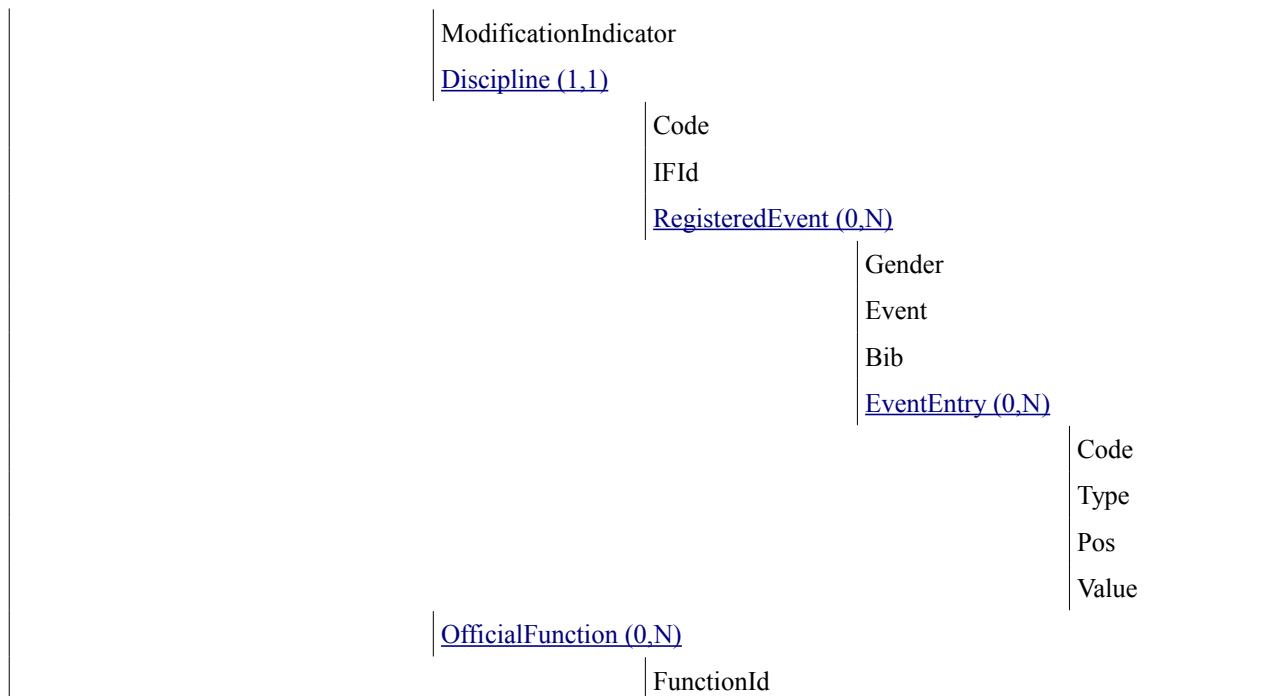 ModificationIndicator
Discipline (1,1)
Code
IFId
RegisteredEvent (0,N)
Gender
Event
Bib
EventEntry (0,N)
Code
Type
Pos
Value
OfficialFunction (0,N)
FunctionId